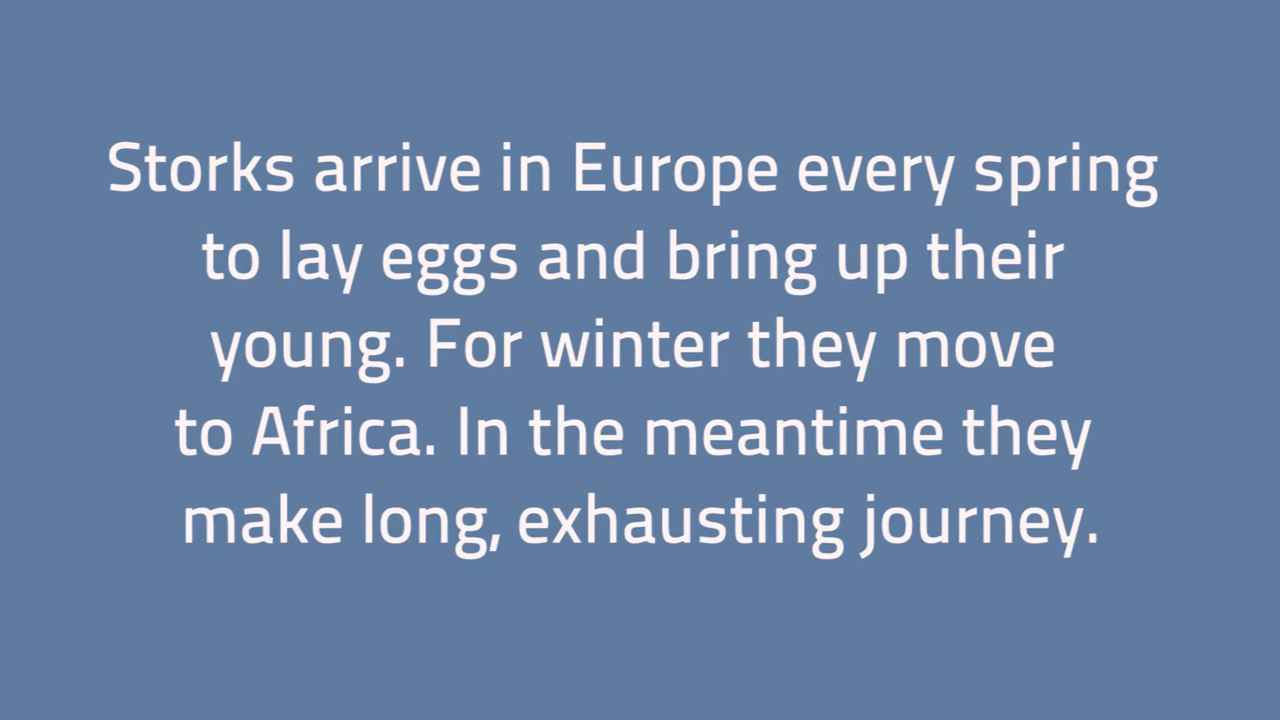 Storks arrive in Europe every spring
to lay eggs and bring up their
young. For winter they move
to Africa. In the meantime they
make long, exhausting journey.